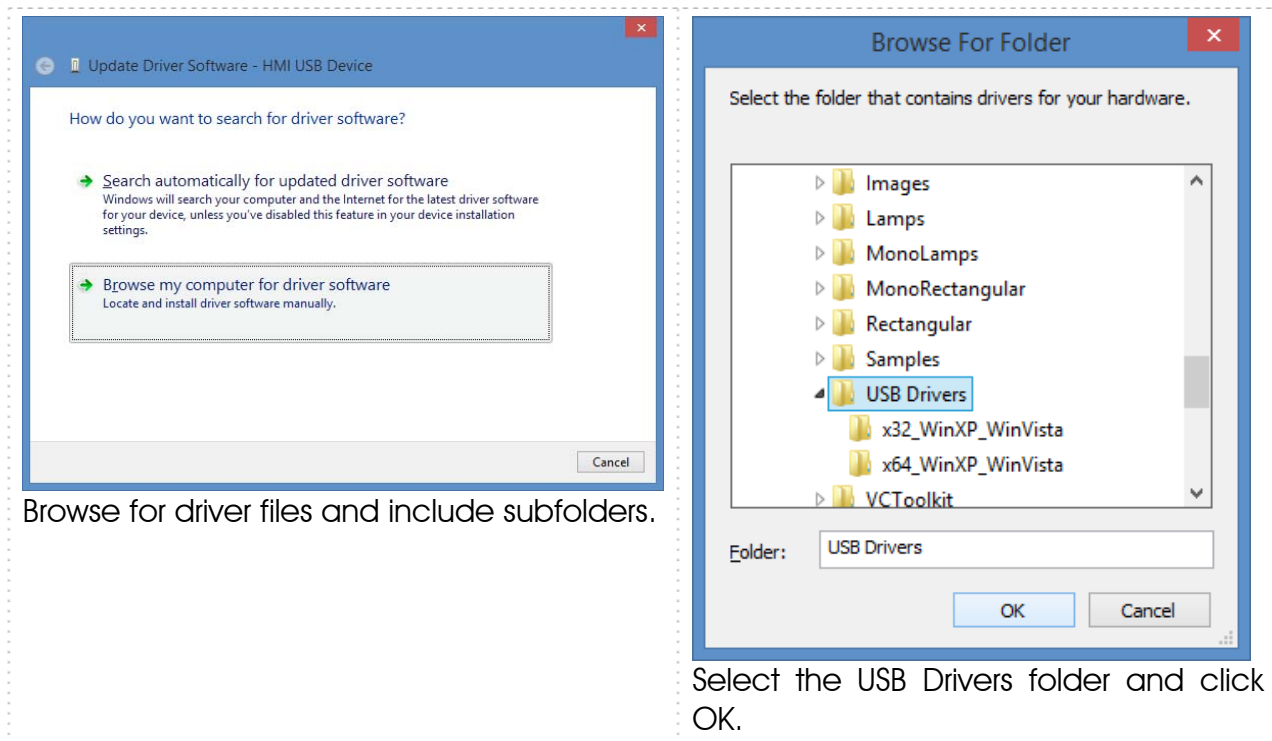 Update Driver Software - HMI USB Device
How do you want to search for driver software?
Search automatically for updated driver software
Windows will search your computer and the Internet for the latest driver software
for your device, unless you've disabled this feature in your device installation
settings.
Browse my computer for driver software
Locate and install driver software manually.
Cancel
Browse for driver files and include subfolders.
Browse For Folder
Select the folder that contains drivers for your hardware.
Images
Lamps
MonoLamps
MonoRectangular
Rectangular
Samples
USB Drivers
x32_WinXP_WinVista
x64_WinXP_WinVista
VCToolkit
Folder: USB Drivers
OK Cancel
Select the USB Drivers folder and click
OK.